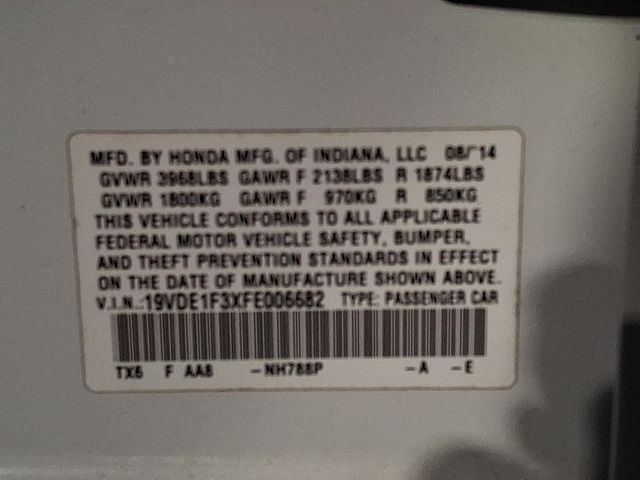 MFD. BY HONDA MFG. OF INDIANA, LLC 08/'14
GVWR 3968LBS GAWR F 2138LBS R 1874LBS
GVWR 1800KG GAWR F 970KG R 850KG
THIS VEHICLE CONFORMS TO ALL APPLICABLE
FEDERAL MOTOR VEHICLE SAFETY, BUMPER,
AND THEFT PREVENTION STANDARDS IN EFFECT
ON THE DATE OF MANUFACTURE SHOWN ABOVE.
V.I.N.:19VDE1F3XFE006682 TYPE: PASSENGER CAR
TX6 F AA8 -NH788P -A -E